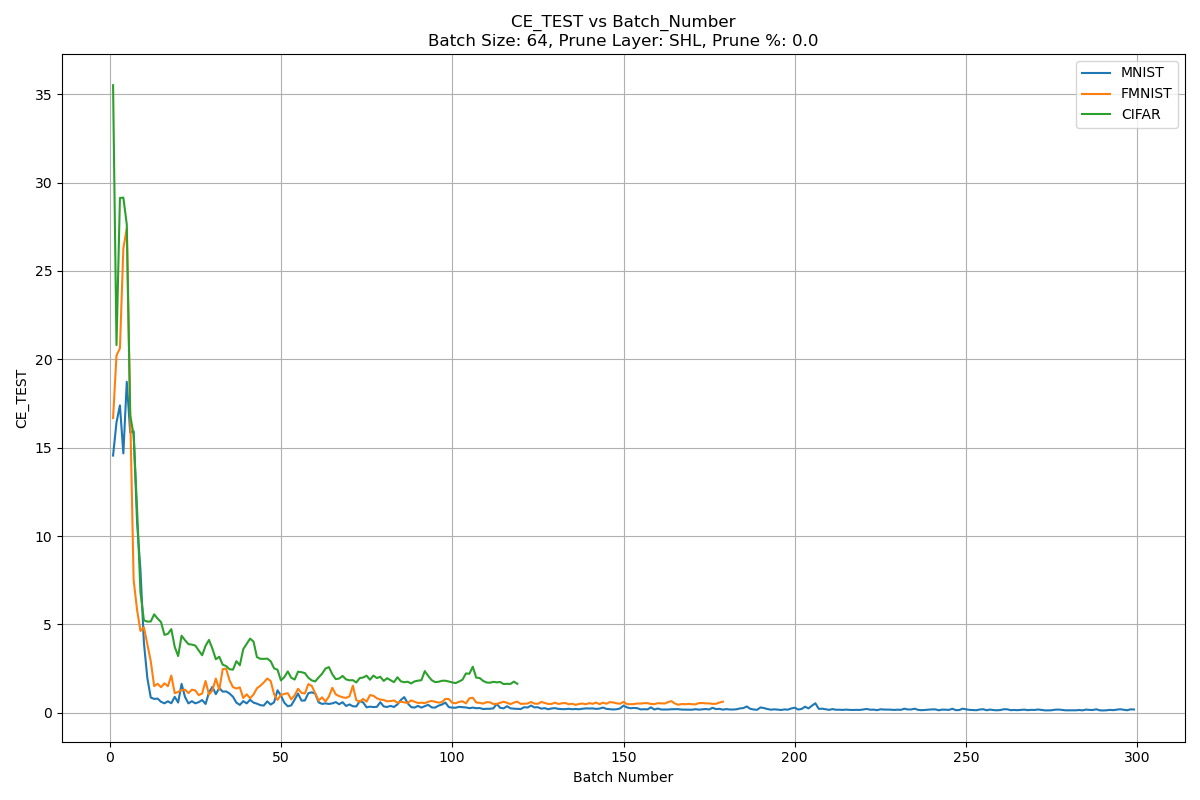 CE_TEST vs Batch_Number
Batch Size: 64, Prune Layer: SHL, Prune %: 0.0
MNIST
FMNIST
CIFAR
CE_TEST
35
30
25
20
15
10
5
0
0 50 100 150 200 250 300
Batch Number